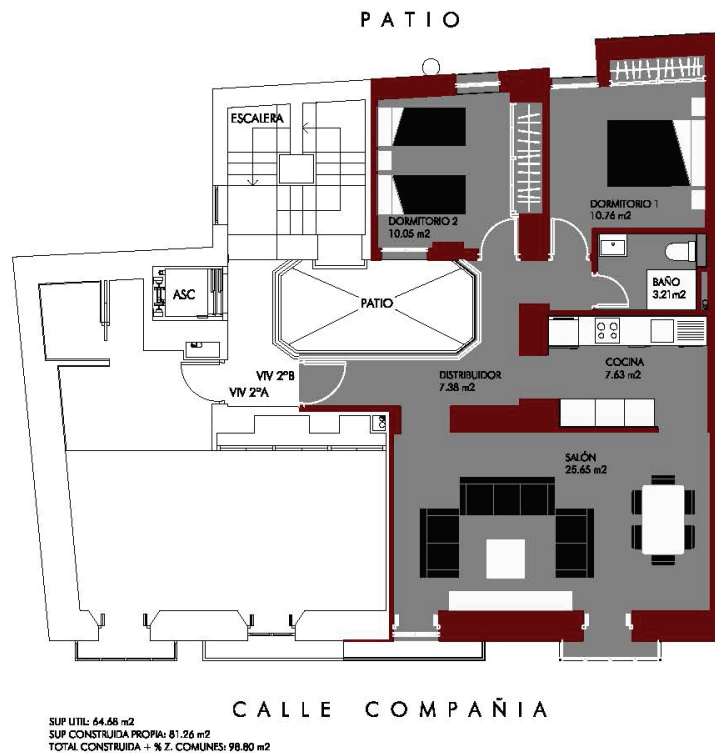 PATIO
ESCALERA
DORMITORIO 2
10.05 m2
DORMITORIO 1
10.76 m2
BAÑO
3.21m2
ASC
PATIO
COCINA
7.63 m2
VIV 2ºB
DISTRIBUIDOR
7.38 m2
VIV 2ºA
SALÓN
25.65 m2
CALLE COMPAÑIA
SUP UTIL: 64.68 m2
SUP CONSTRUIDA PROPIA: 81.26 m2
TOTAL CONSTRUIDA + % Z. COMUNES: 98.80 m2